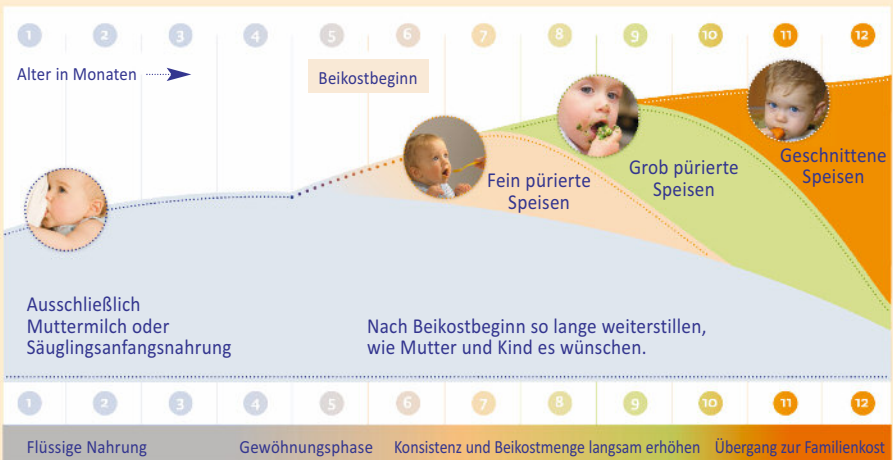 1 2 3 4 5 6 7 8 9 10 11 12
Alter in Monaten
Beikostbeginn
Fein pürierte
Speisen
Grob pürierte
Speisen
Geschnittene
Speisen
Ausschließlich
Muttermilch oder
Säuglingsanfangsnahrung
Nach Beikostbeginn so lange weiterstillen,
wie Mutter und Kind es wünschen.
1 2 3 4 5 6 7 8 9 10 11 12
Flüssige Nahrung Gewöhnungsphase Konsistenz und Beikostmenge langsam erhöhen Übergang zur Familienkost